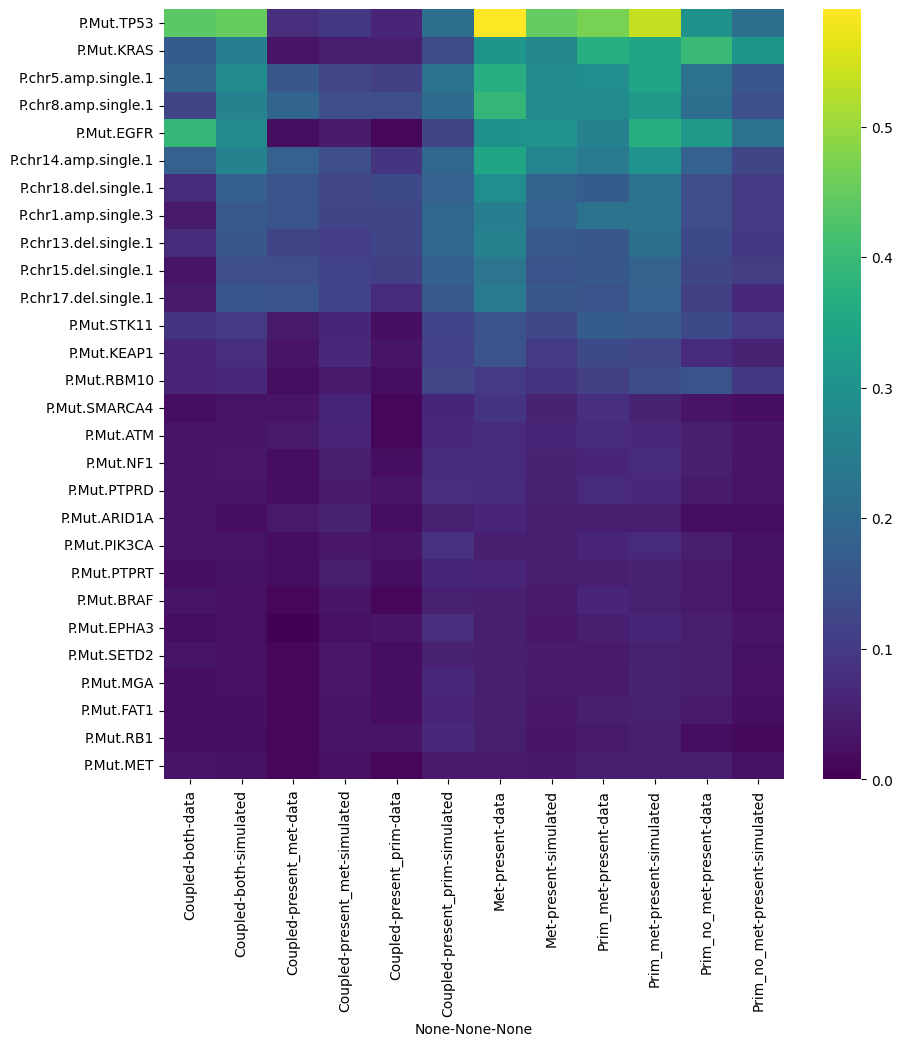 P.Mut.TP53
P.Mut.KRAS
P.chr5.amp.single.1
P.chr8.amp.single.1
P.Mut.EGFR
P.chr14.amp.single.1
P.chr18.del.single.1
P.chr1.amp.single.3
P.chr13.del.single.1
P.chr15.del.single.1
P.chr17.del.single.1
P.Mut.STK11
P.Mut.KEAP1
P.Mut.RBM10
P.Mut.SMARCA4
P.Mut.ATM
P.Mut.NF1
P.Mut.PTPRD
P.Mut.ARID1A
P.Mut.PIK3CA
P.Mut.PTPRT
P.Mut.BRAF
P.Mut.EPHA3
P.Mut.SETD2
P.Mut.MGA
P.Mut.FAT1
P.Mut.RB1
P.Mut.MET
Coupled-both-data
Coupled-both-simulated
Coupled-present_met-data
Coupled-present_met-simulated
Coupled-present_prim-data
Coupled-present_prim-simulated
Met-present-data
Met-present-simulated
Prim_met-present-data
Prim_met-present-simulated
Prim_no_met-present-data
Prim_no_met-present-simulated
None-None-None
0.5
0.4
0.3
0.2
0.1
0.0